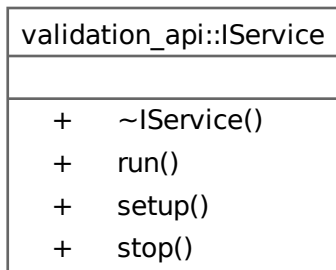 validation_api::IService
+ ~IService()
+ run()
+ setup()
+ stop()